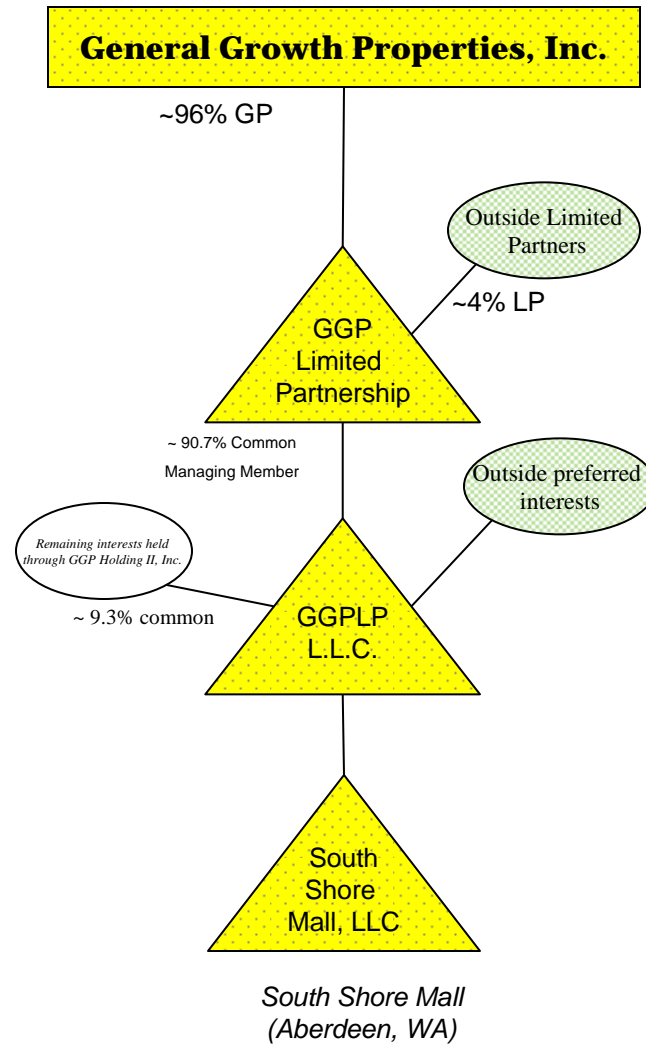 General Growth Properties, Inc.
~96% GP
Outside Limited
Partners
~4% LP
GGP
Limited
Partnership
~ 90.7% Common
Managing Member
Outside preferred
interests
Remaining interests held
through GGP Holding II, Inc.
~ 9.3% common
GGPLP
L.L.C.
South
Shore
Mall, LLC
South Shore Mall
(Aberdeen, WA)